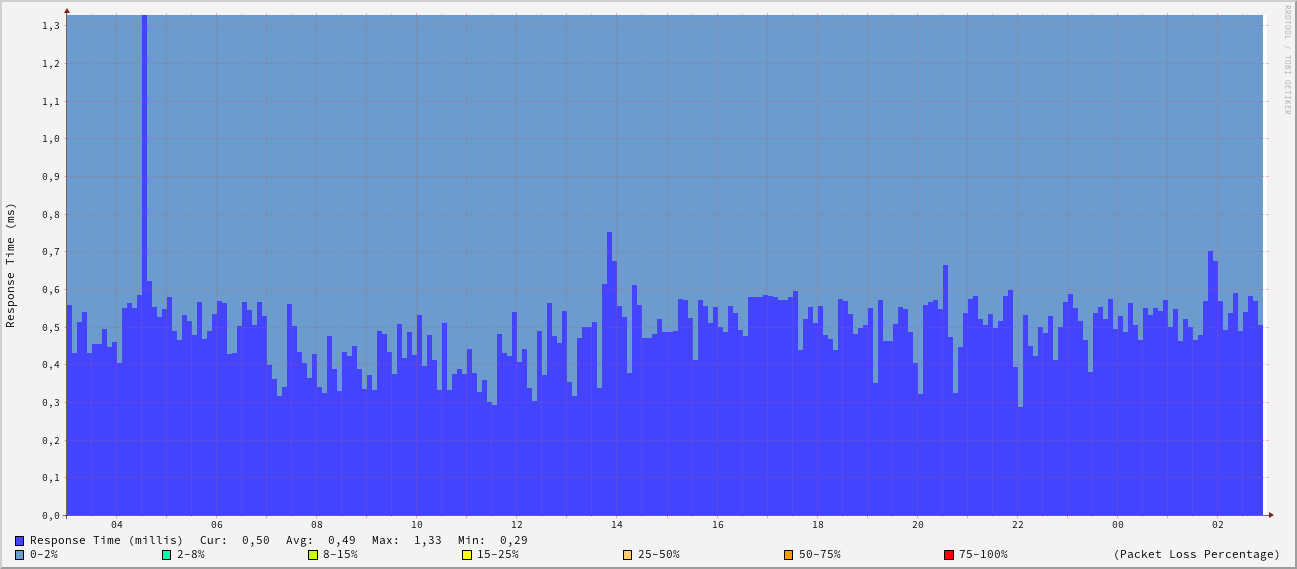 RRDTOOL / TOBI OETIKER
Response Time (ms)
1,3
1,2
1,1
1,0
0,9
0,8
0,7
0,6
0,5
0,4
0,3
0,2
0,1
0,0
04 06 08 10 12 14 16 18 20 22 00 02
Response Time (millis) Cur: 0,50 Avg: 0,49 Max: 1,33 Min: 0,29
0-2% 2-8% 8-15% 15-25% 25-50% 50-75% 75-100% (Packet Loss Percentage)